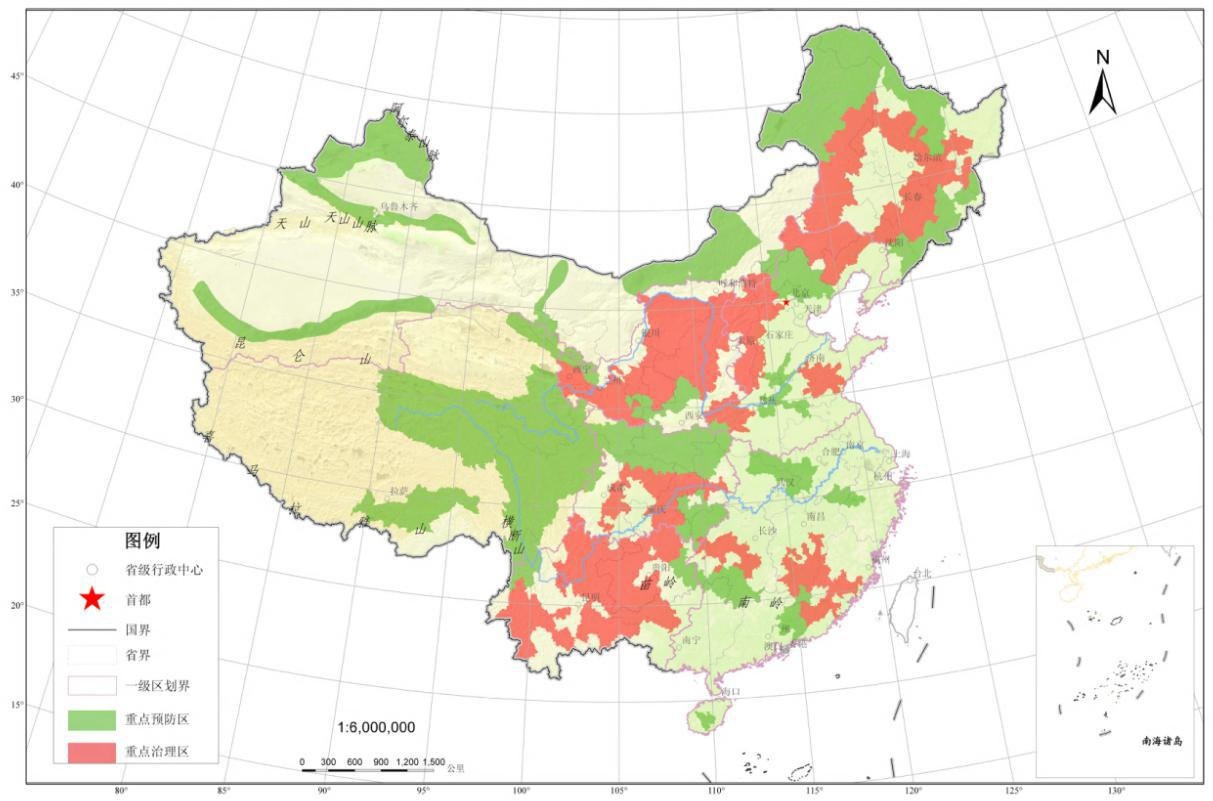 N
45°
40°
35°
30°
25°
20°
15°
阿尔泰山脉
乌鲁木齐
天 山 天山山脉
昆 仑 山
喜 马 拉 雅 山
拉萨
横断山
哈尔滨
长春
沈阳
呼和浩特
北京
天津
石家庄
太原
银川
济南
西宁
兰州
西安
郑州
合肥
南京
上海
杭州
武汉
成都
重庆
南昌
长沙
贵阳
苗 岭
南 岭
福州
台北
昆明
南宁
广州
澳门
香港
海口
图例
省级行政中心
首都
国界
省界
一级区划界
重点预防区
重点治理区
1:6,000,000
0 300 600 900 1,200 1,500
公里
南海诸岛
80° 85° 90° 95° 100° 105° 110° 115° 120° 125° 130°